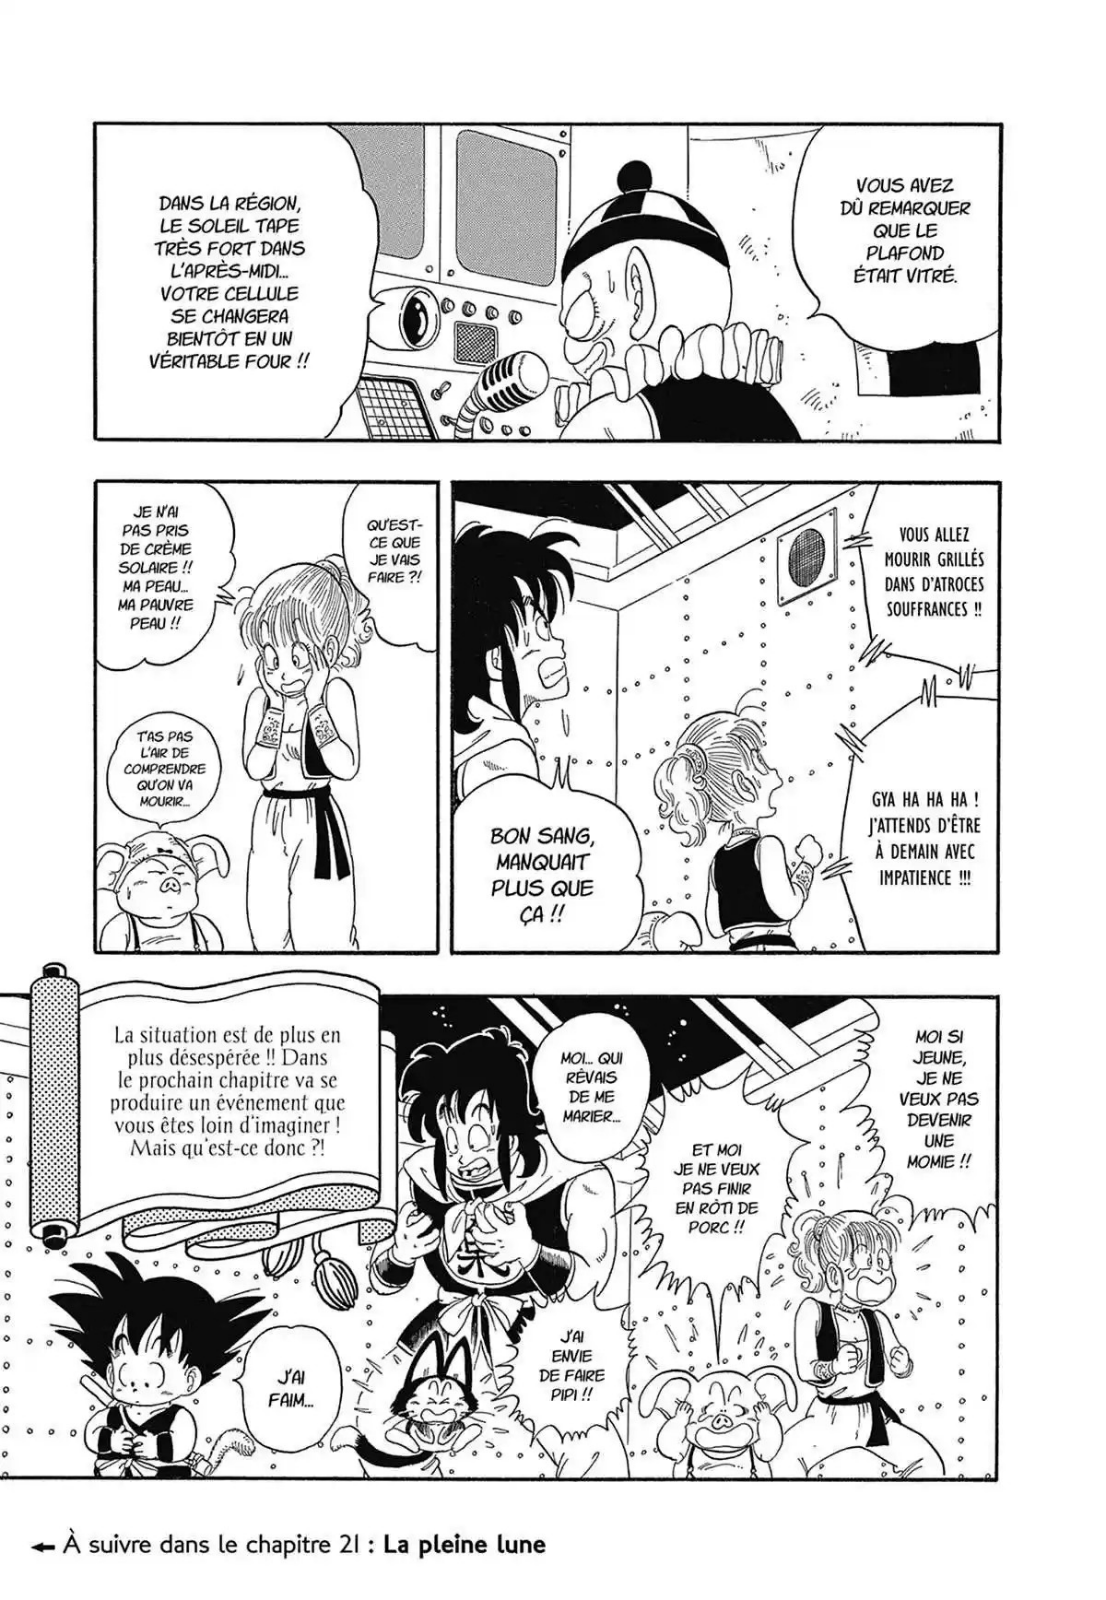 VOUS AVEZ
DÛ REMARQUER
QUE LE
PLAFOND
ÉTAIT VITRÉ.
DANS LA RÉGION,
LE SOLEIL TAPE
TRÈS FORT DANS
L'APRÈS-MIDI...
VOTRE CELLULE
SE CHANGERA
BIENTÔT EN UN
VÉRITABLE FOUR !!
VOUS ALLEZ
MOURIR GRILLÉS
DANS D'ATROCES
SOUFFRANCES !!
GYA HA HA HA !
J'ATTENDS D'ÊTRE
À DEMAIN AVEC
IMPATIENCE !!!
BON SANG,
MANQUAIT
PLUS QUE
ÇA !!
QU'EST-
CE QUE
JE VAIS
FAIRE ?!
JE N'AI
PAS PRIS
DE CRÈME
SOLAIRE !!
MA PEAU...
MA PAUVRE
PEAU !!
T'AS PAS
L'AIR DE
COMPRENDRE
QU'ON VA
MOURIR...
MOI SI
JEUNE,
JE NE
VEUX PAS
DEVENIR
UNE
MOMIE !!
ET MOI
JE NE VEUX
PAS FINIR
EN RÔTI DE
PORC !!
MOI... QUI
RÊVAIS
DE ME
MARIER...
J'AI
ENVIE
DE FAIRE
PIPI !!
J'AI
FAIM...
La situation est de plus en
plus désespérée !! Dans
le prochain chapitre va se
produire un événement que
vous êtes loin d'imaginer !
Mais qu'est-ce donc ?!
À suivre dans le chapitre 21 : La pleine lune